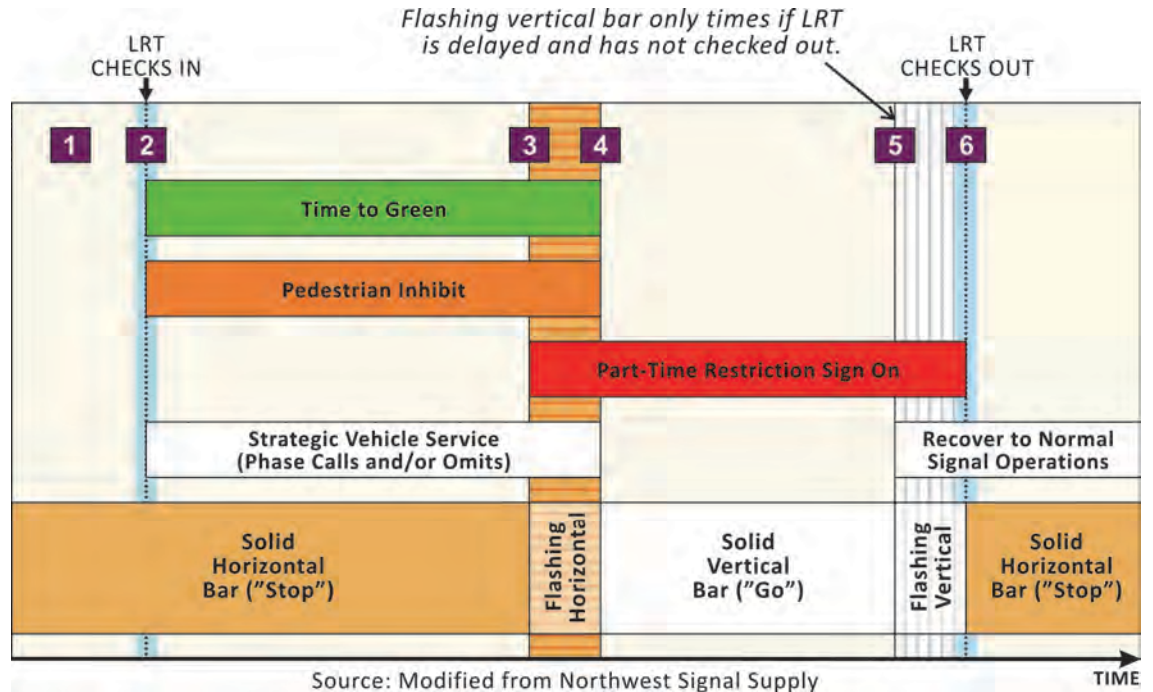 Flashing vertical bar only times if LRT
is delayed and has not checked out.
LRT
CHECKS IN
LRT
CHECKS OUT
1
2
3
4
5
6
Time to Green
Pedestrian Inhibit
Part-Time Restriction Sign On
Strategic Vehicle Service
(Phase Calls and/or Omits)
Recover to Normal
Signal Operations
Solid
Horizontal
Bar ("Stop")
Flashing
Horizontal
Solid
Vertical
Bar ("Go")
Flashing
Vertical
Solid
Horizontal
Bar ("Stop")
Source: Modified from Northwest Signal Supply
TIME